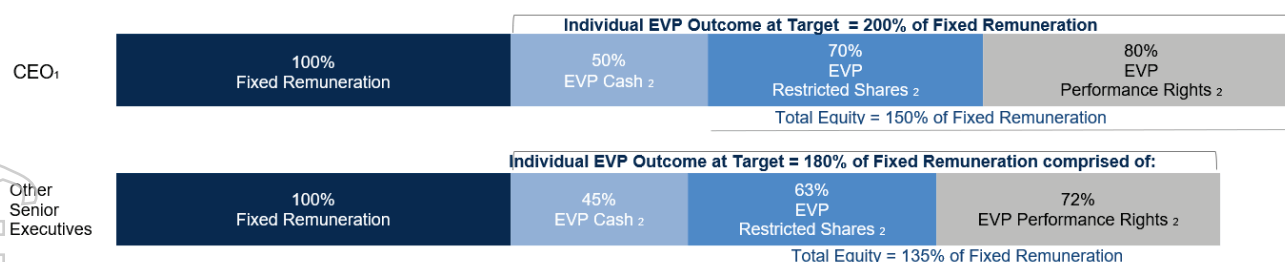 Individual EVP Outcome at Target = 200% of Fixed Remuneration
CEO1
100%
Fixed Remuneration
50%
EVP Cash 2
70%
EVP
Restricted Shares 2
80%
EVP
Performance Rights 2
Total Equity = 150% of Fixed Remuneration
Individual EVP Outcome at Target = 180% of Fixed Remuneration comprised of:
Other
Senior
Executives
100%
Fixed Remuneration
45%
EVP Cash 2
63%
EVP
Restricted Shares 2
72%
EVP Performance Rights 2
Total Equity = 135% of Fixed Remuneration